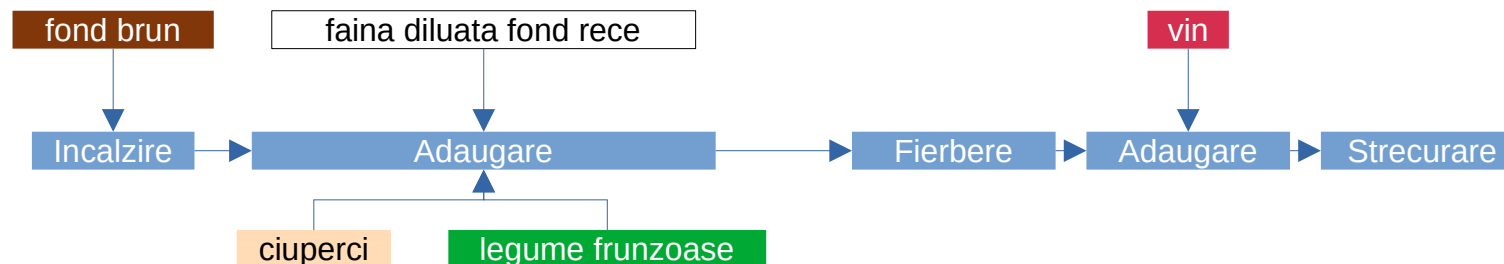 fond brun
faina diluata fond rece
vin
Incalzire
Adaugare
Fierbere
Adaugare
Strecurare
ciuperci
legume frunzoase